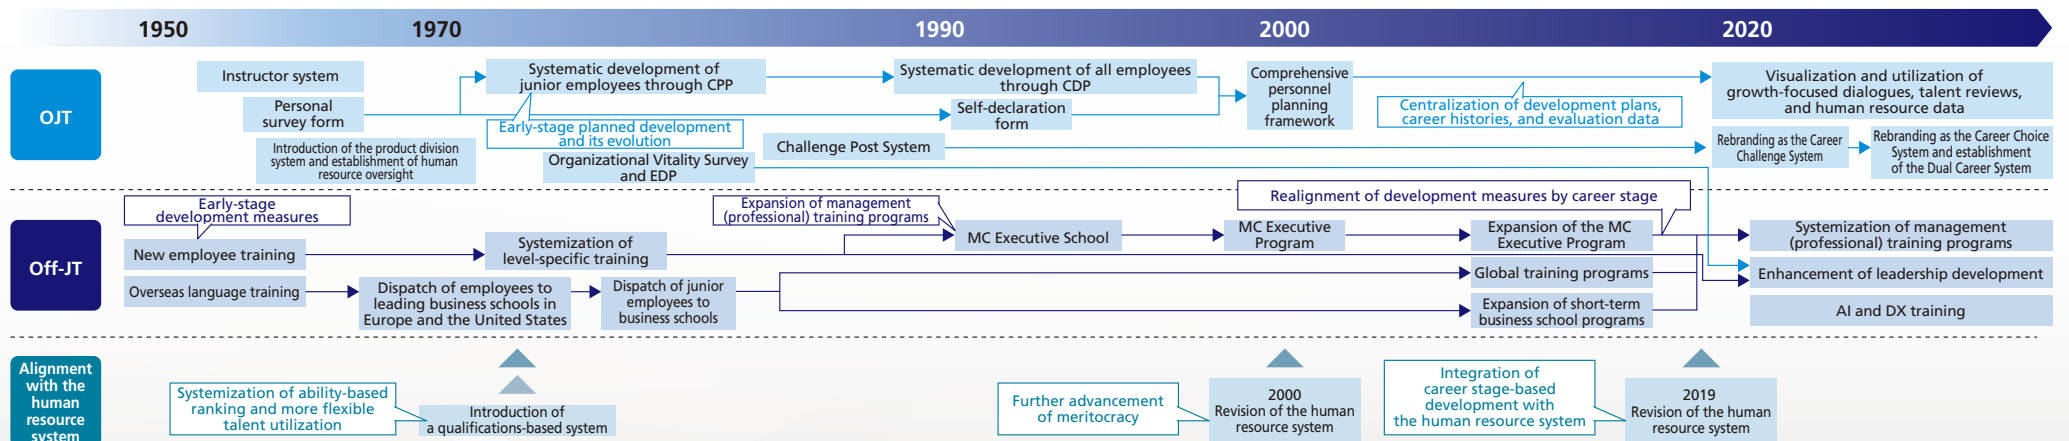 1950
1970
1990
2000
2020
OJT
Instructor system
Personal
survey form
Introduction of the product division
system and establishment of human
resource oversight
Systematic development of
junior employees through CPP
Early-stage planned development
and its evolution
Organizational Vitality Survey
and EDP
Challenge Post System
Systematic development of all employees
through CDP
Self-declaration
form
Comprehensive
personnel
planning
framework
Centralization of development plans,
career histories, and evaluation data
Visualization and utilization of
growth-focused dialogues, talent reviews,
and human resource data
Rebranding as the Career
Challenge System
Rebranding as the Career Choice
System and establishment
of the Dual Career System
Off-JT
Early-stage
development measures
New employee training
Overseas language training
Systemization of
level-specific training
Dispatch of employees to
leading business schools in
Europe and the United States
Dispatch of junior
employees to
business schools
Expansion of management
(professional) training programs
MC Executive School
MC Executive
Program
Realignment of development measures by career stage
Expansion of the MC
Executive Program
Global training programs
Expansion of short-term
business school programs
Systemization of management
(professional) training programs
Enhancement of leadership development
AI and DX training
Alignment
with the
human
resource
system
Systemization of ability-based
ranking and more flexible
talent utilization
Introduction of
a qualifications-based system
Further advancement
of meritocracy
2000
Revision of the human
resource system
Integration of
career stage-based
development with
the human resource system
2019
Revision of the human
resource system